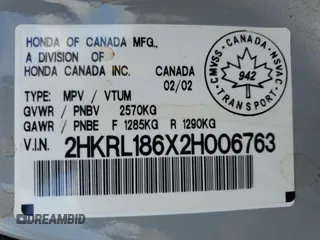 HONDA OF CANADA MFG.,
A DIVISION OF
HONDA CANADA INC. CANADA
02/02
TYPE: MPV / VTUM
GVWR / PNBV 2570KG
GAWR / PNBE F 1285KG R 1290KG
V.I.N. 2HKRL186X2H006763
CANADA
CMVSS NSVAC
942
TRANSPORT
DREAMBID